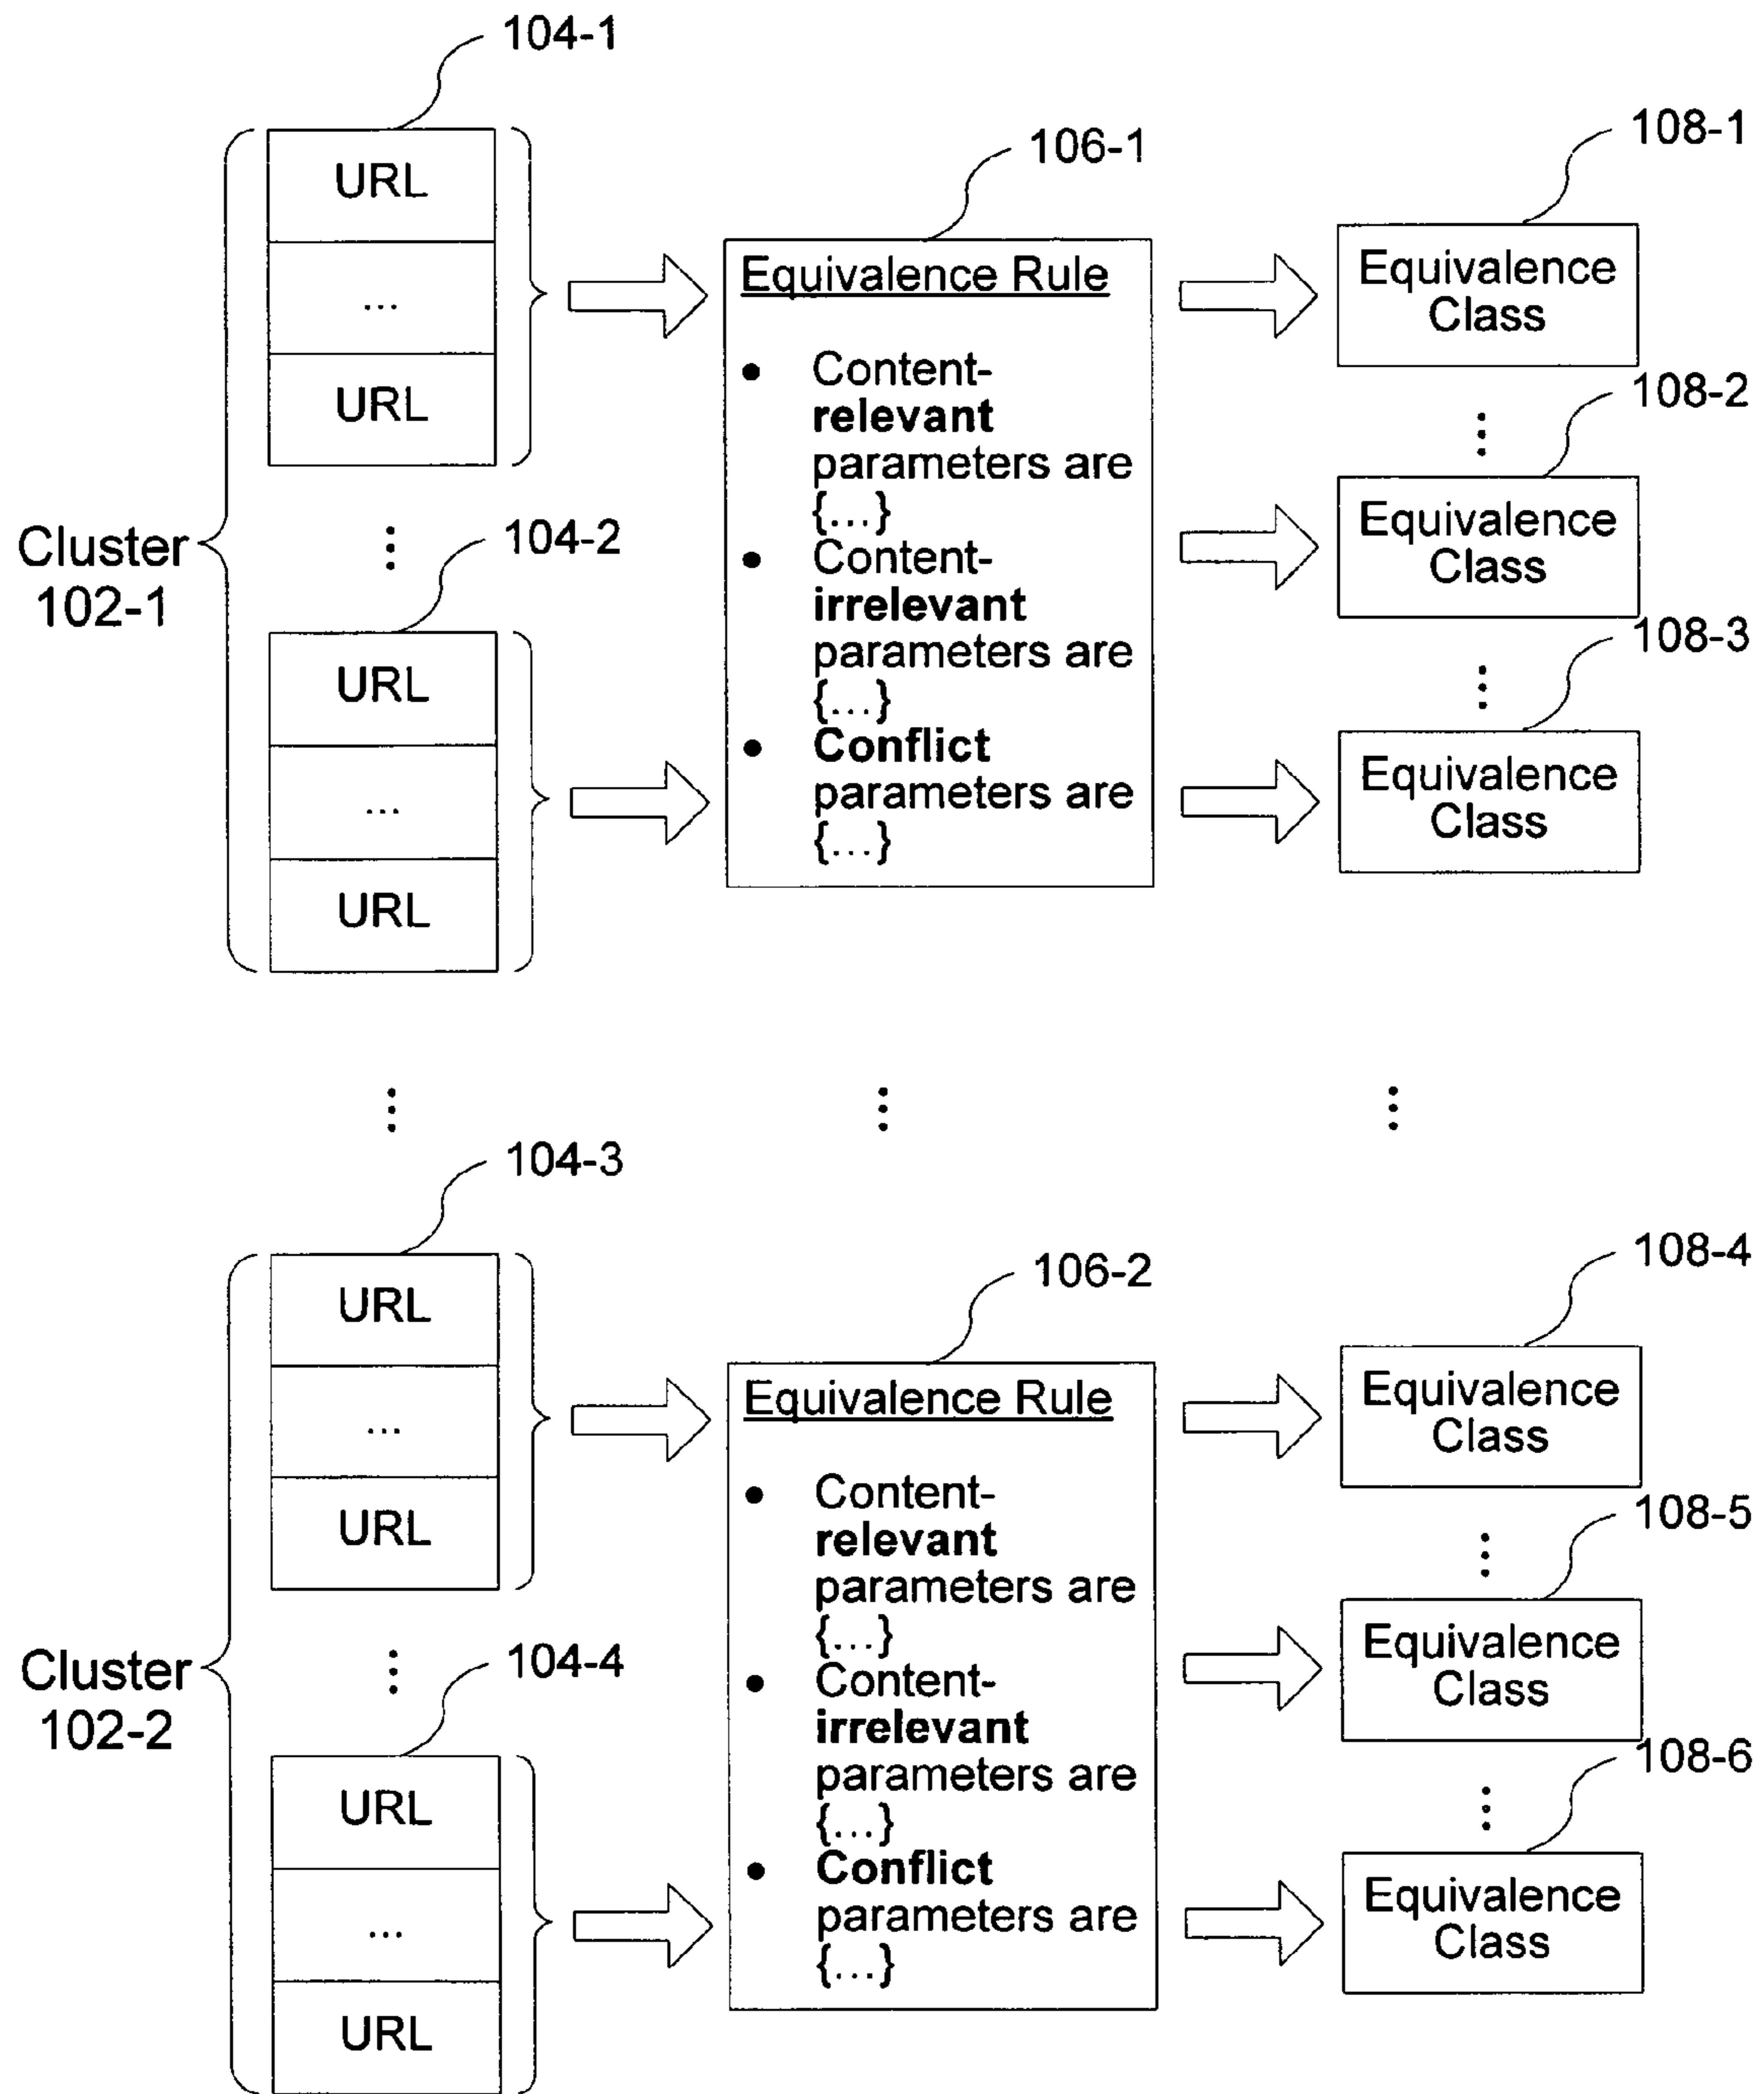 104-1
URL
...
URL
Cluster
102-1
⋮
104-2
URL
...
URL
106-1
Equivalence Rule
• Content-
relevant
parameters are
{...}
• Content-
irrelevant
parameters are
{...}
• Conflict
parameters are
{...}
108-1
Equivalence
Class
108-2
⋮
Equivalence
Class
108-3
⋮
Equivalence
Class
⋮
⋮
⋮
104-3
URL
...
URL
Cluster
102-2
⋮
104-4
URL
...
URL
106-2
Equivalence Rule
• Content-
relevant
parameters are
{...}
• Content-
irrelevant
parameters are
{...}
• Conflict
parameters are
{...}
108-4
Equivalence
Class
108-5
⋮
Equivalence
Class
108-6
⋮
Equivalence
Class